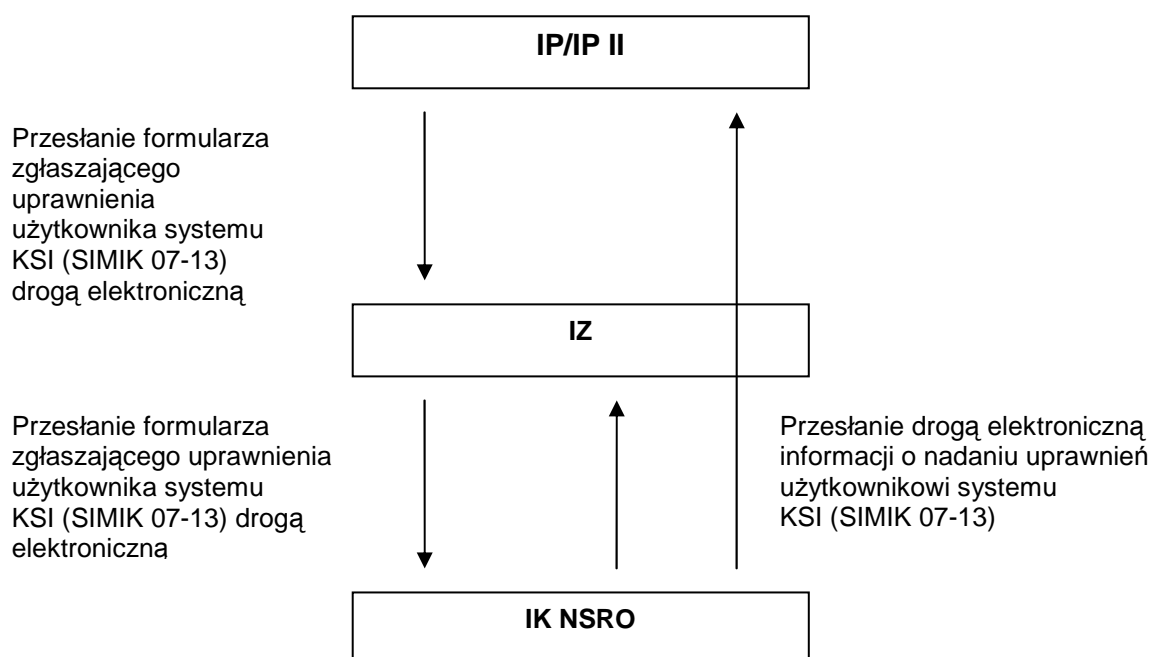 IP/IP II
Przesłanie formularza
zgłaszającego
uprawnienia
użytkownika systemu
KSI (SIMIK 07-13)
drogą elektroniczną
IZ
Przesłanie formularza
zgłaszającego uprawnienia
użytkownika systemu
KSI (SIMIK 07-13) drogą
elektroniczną
Przesłanie drogą elektroniczną
informacji o nadaniu uprawnień
użytkownikowi systemu
KSI (SIMIK 07-13)
IK NSRO